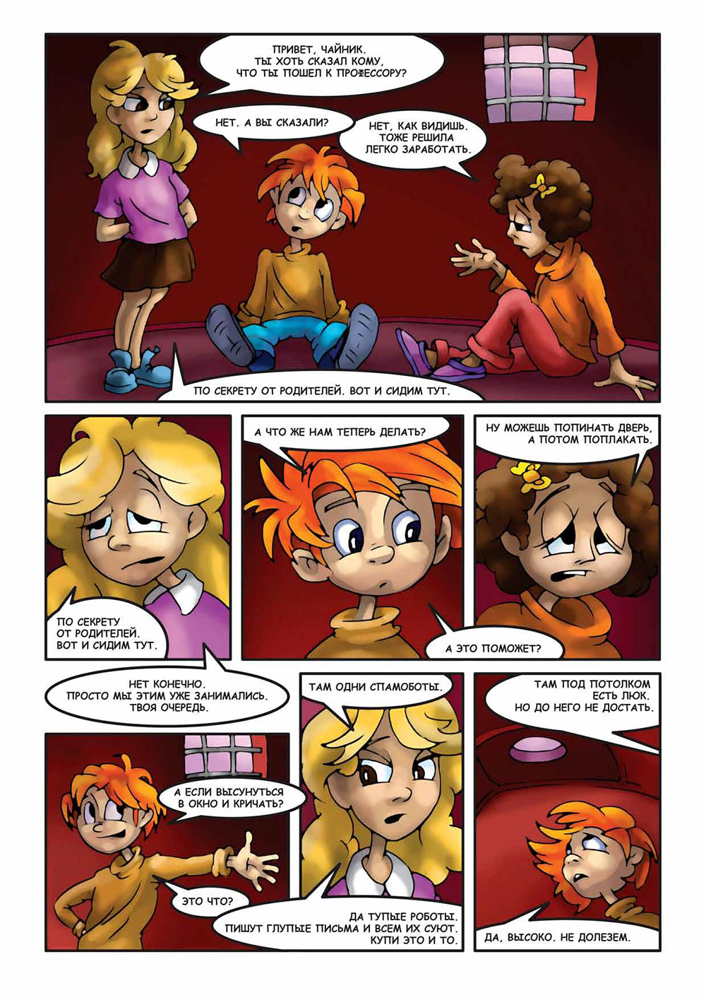 ПРИВЕТ, ЧАЙНИК.
ТЫ ХОТЬ СКАЗАЛ КОМУ,
ЧТО ТЫ ПОШЕЛ К ПРОФЕССОРУ?
НЕТ. А ВЫ СКАЗАЛИ?
НЕТ, КАК ВИДИШЬ.
ТОЖЕ РЕШИЛА
ЛЕГКО ЗАРАБОТАТЬ.
ПО СЕКРЕТУ ОТ РОДИТЕЛЕЙ. ВОТ И СИДИМ ТУТ.
ПО СЕКРЕТУ
ОТ РОДИТЕЛЕЙ.
ВОТ И СИДИМ ТУТ.
А ЧТО ЖЕ НАМ ТЕПЕРЬ ДЕЛАТЬ?
НУ МОЖЕШЬ ПОПИНАТЬ ДВЕРЬ,
А ПОТОМ ПОПЛАКАТЬ.
А ЭТО ПОМОЖЕТ?
НЕТ КОНЕЧНО.
ПРОСТО МЫ ЭТИМ УЖЕ ЗАНИМАЛИСЬ.
ТВОЯ ОЧЕРЕДЬ.
А ЕСЛИ ВЫСУНУТЬСЯ
В ОКНО И КРИЧАТЬ?
ТАМ ОДНИ СПАМОБОТЫ.
ЭТО ЧТО?
ДА ТУПЫЕ РОБОТЫ.
ПИШУТ ГЛУПЫЕ ПИСЬМА И ВСЕМ ИХ СУЮТ.
КУПИ ЭТО И ТО.
ТАМ ПОД ПОТОЛКОМ
ЕСТЬ ЛЮК.
НО ДО НЕГО НЕ ДОСТАТЬ.
ДА, ВЫСОКО. НЕ ДОЛЕЗЕМ.